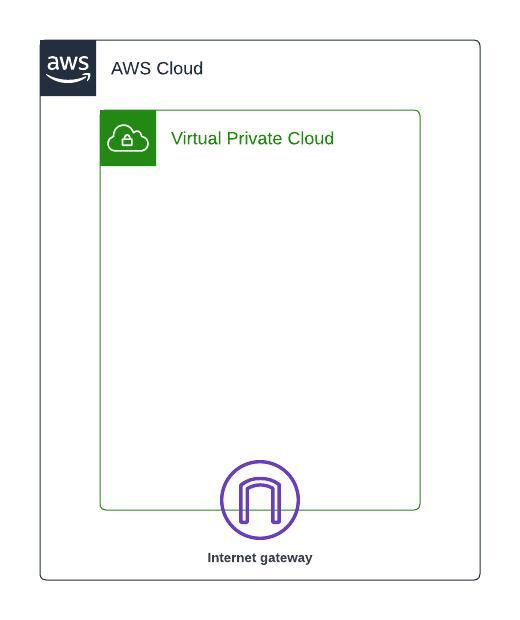 aws
AWS Cloud
Virtual Private Cloud
Internet gateway